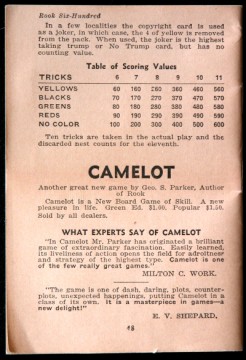 Rook Six-Hundred
In a few localities the copyright card is used
as a joker, in which case, the 4 of yellow is removed
from the pack. When used, the joker is the highest
taking trump or No Trump card, but has no
counting value.
Table of Scoring Values
TRICKS 6 7 8 9 10 11
YELLOWS 60 160 260 360 460 560
BLACKS 70 170 270 370 470 570
GREENS 80 180 280 380 480 580
REDS 90 190 290 390 490 590
NO COLOR 100 200 300 400 500 600
Ten tricks are taken in the actual play and the
discarded nest counts for the eleventh.
CAMELOT
Another great new game by Geo. S. Parker, Author
of Rook
Camelot is a New Board Game of Skill. A new
pleasure in life. Green Ed. $1.00. Popular $1.50.
Sold by all dealers.
WHAT EXPERTS SAY OF CAMELOT
"In Camelot Mr. Parker has originated a brilliant
game of extraordinary fascination. Easily learned,
its liveliness of action opens the field for adroitness
and strategy of the highest type. Camelot is one
of the few really great games."
MILTON C. WORK.
"The game is one of dash, daring, plots, counter-
plots, unexpected happenings, putting Camelot in a
class of its own. It is a masterpiece in games—a
new delight!"
E. V. SHEPARD.